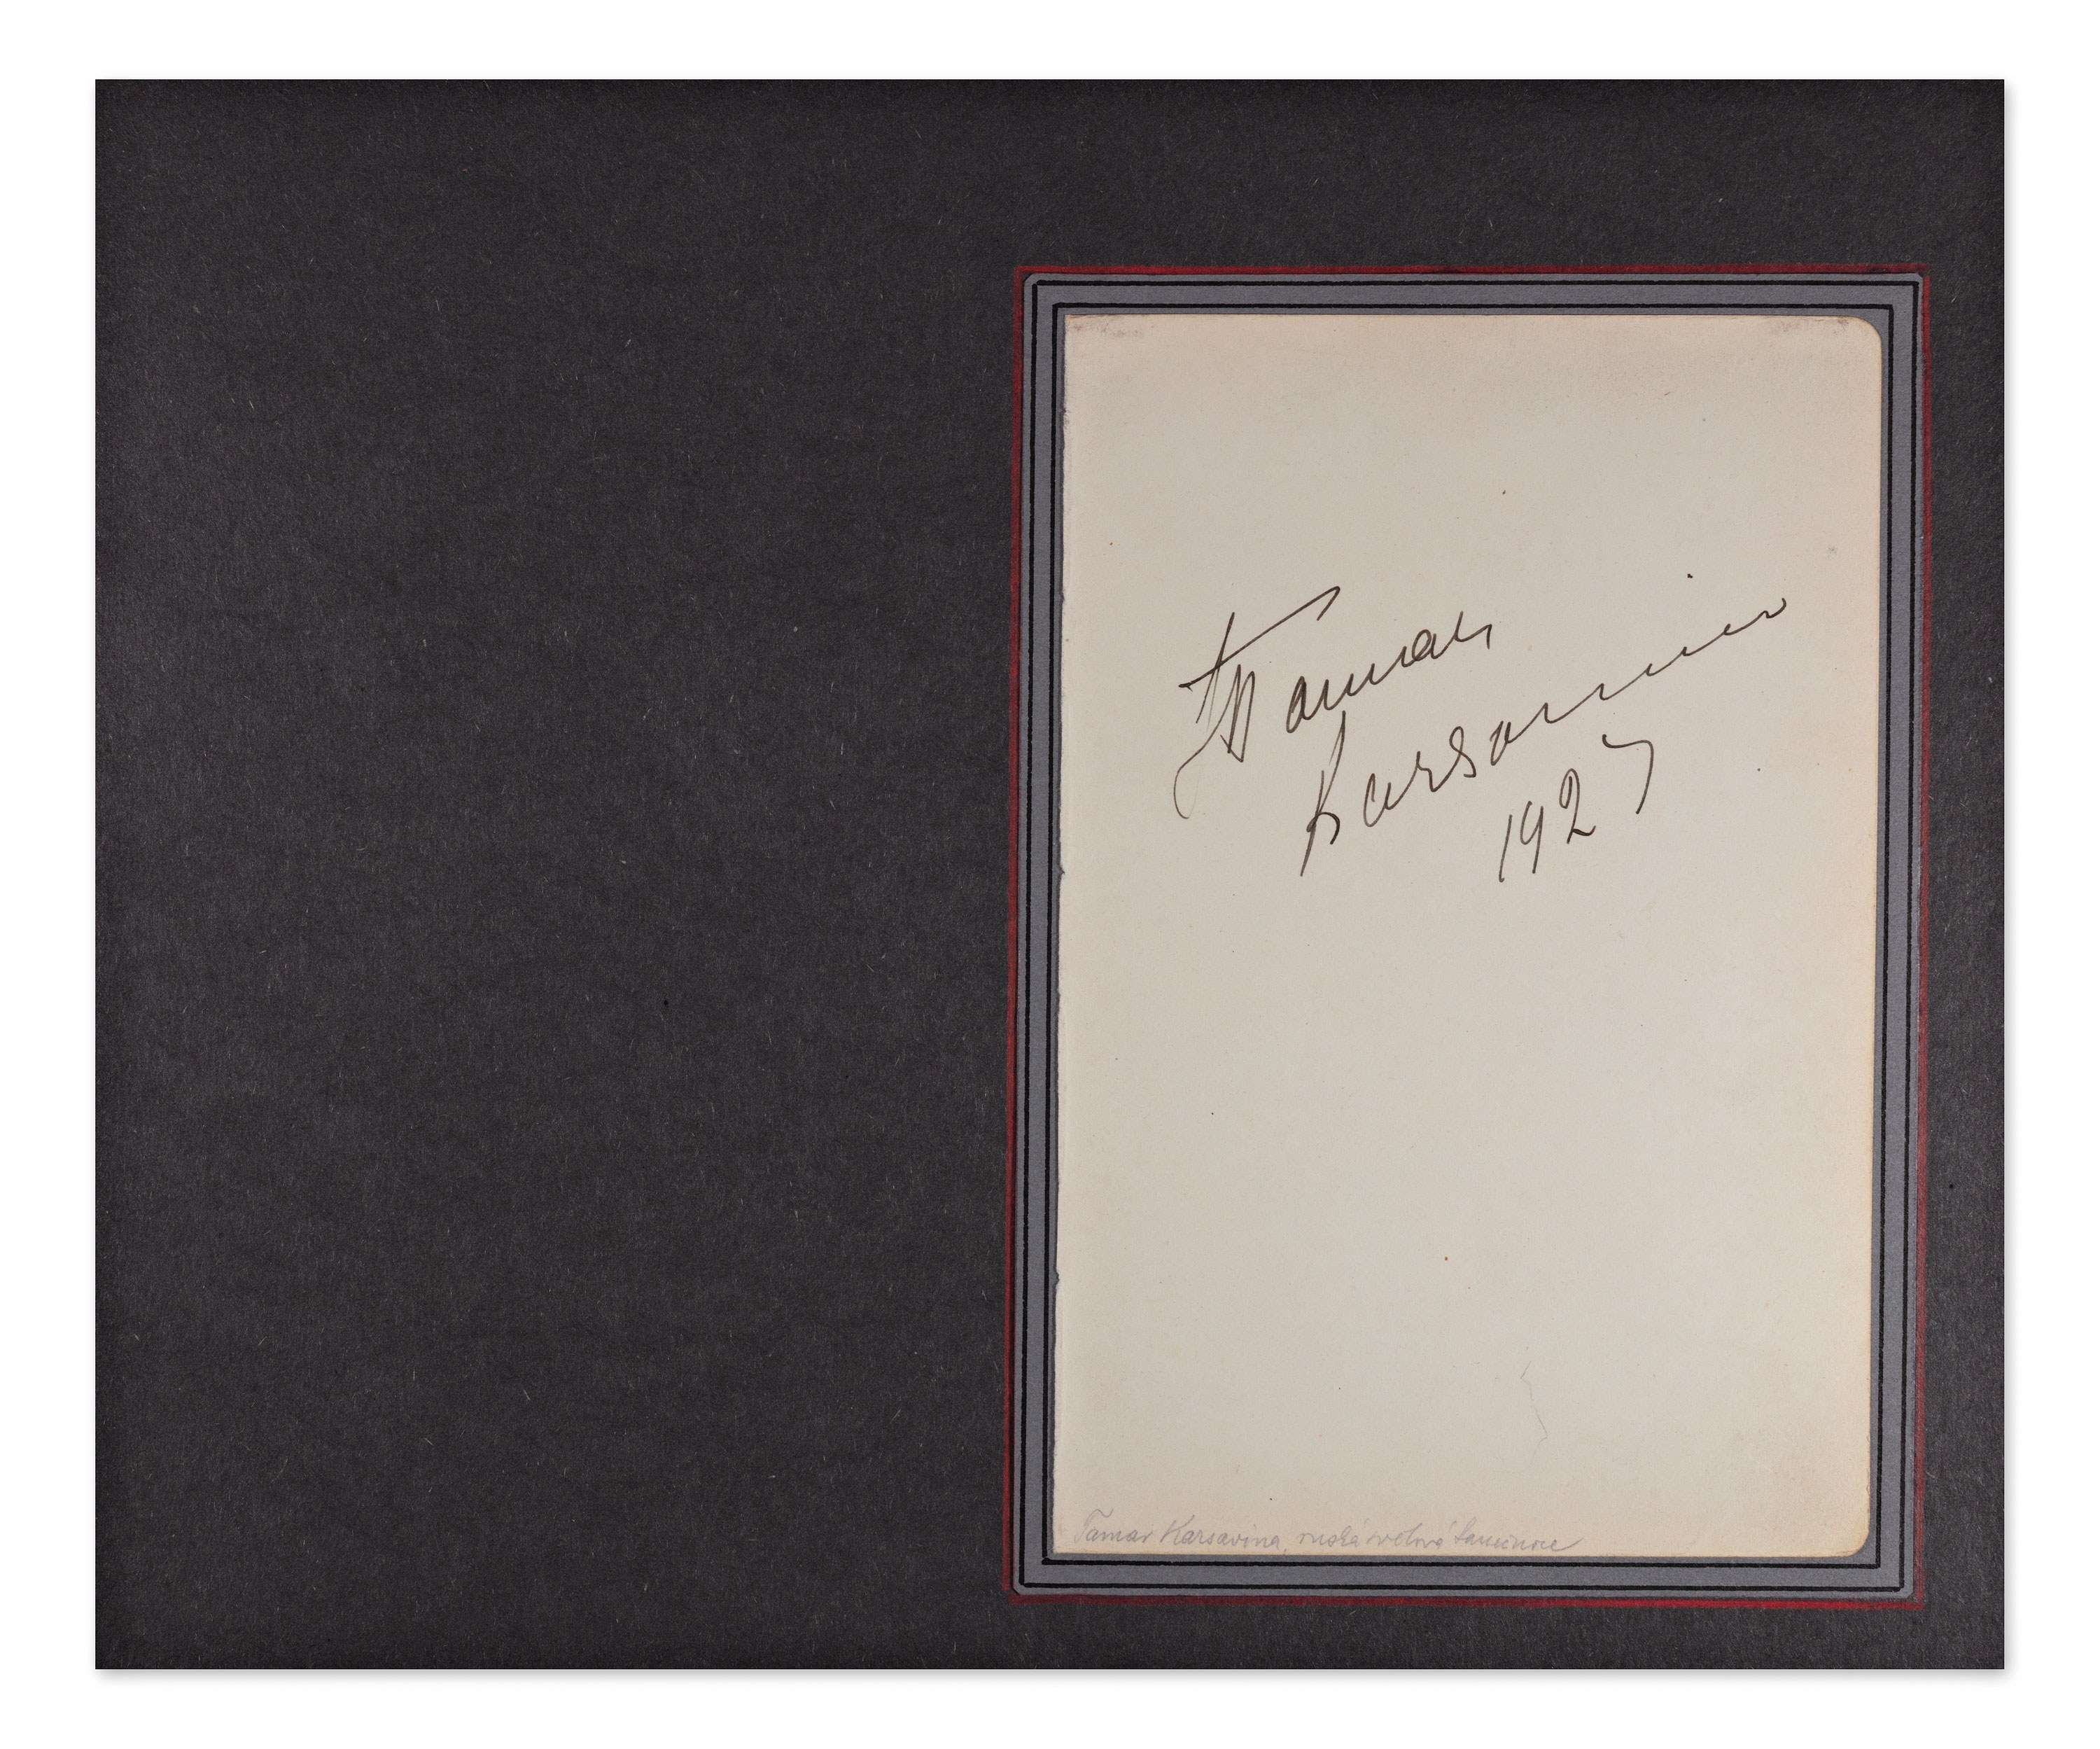 Tamar
Karsavina
1927
Tamar Karsavina, ruská světová tanečnice